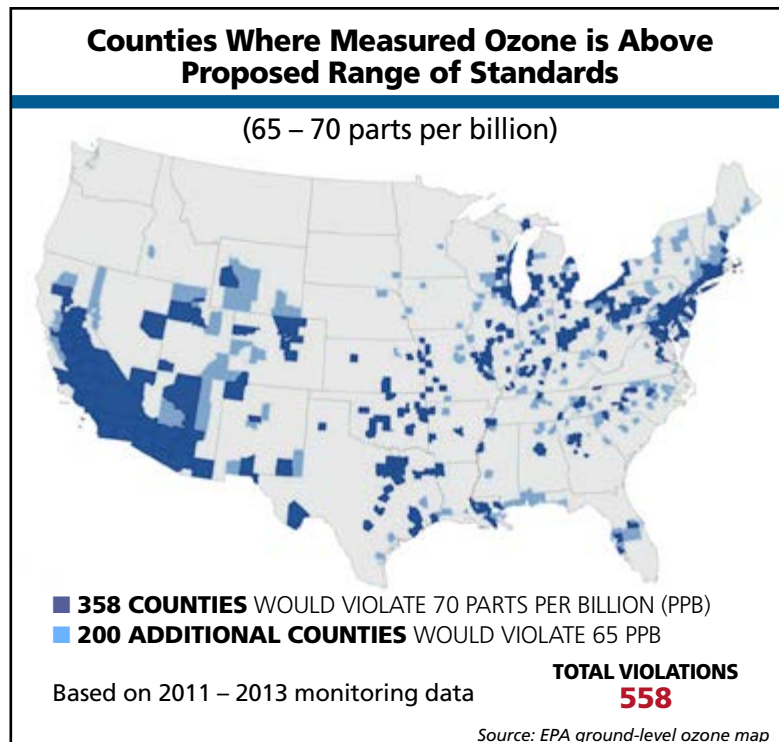 Counties Where Measured Ozone is Above
Proposed Range of Standards
(65 – 70 parts per billion)
358 COUNTIES WOULD VIOLATE 70 PARTS PER BILLION (PPB)
200 ADDITIONAL COUNTIES WOULD VIOLATE 65 PPB
Based on 2011 – 2013 monitoring data
TOTAL VIOLATIONS
558
Source: EPA ground-level ozone map